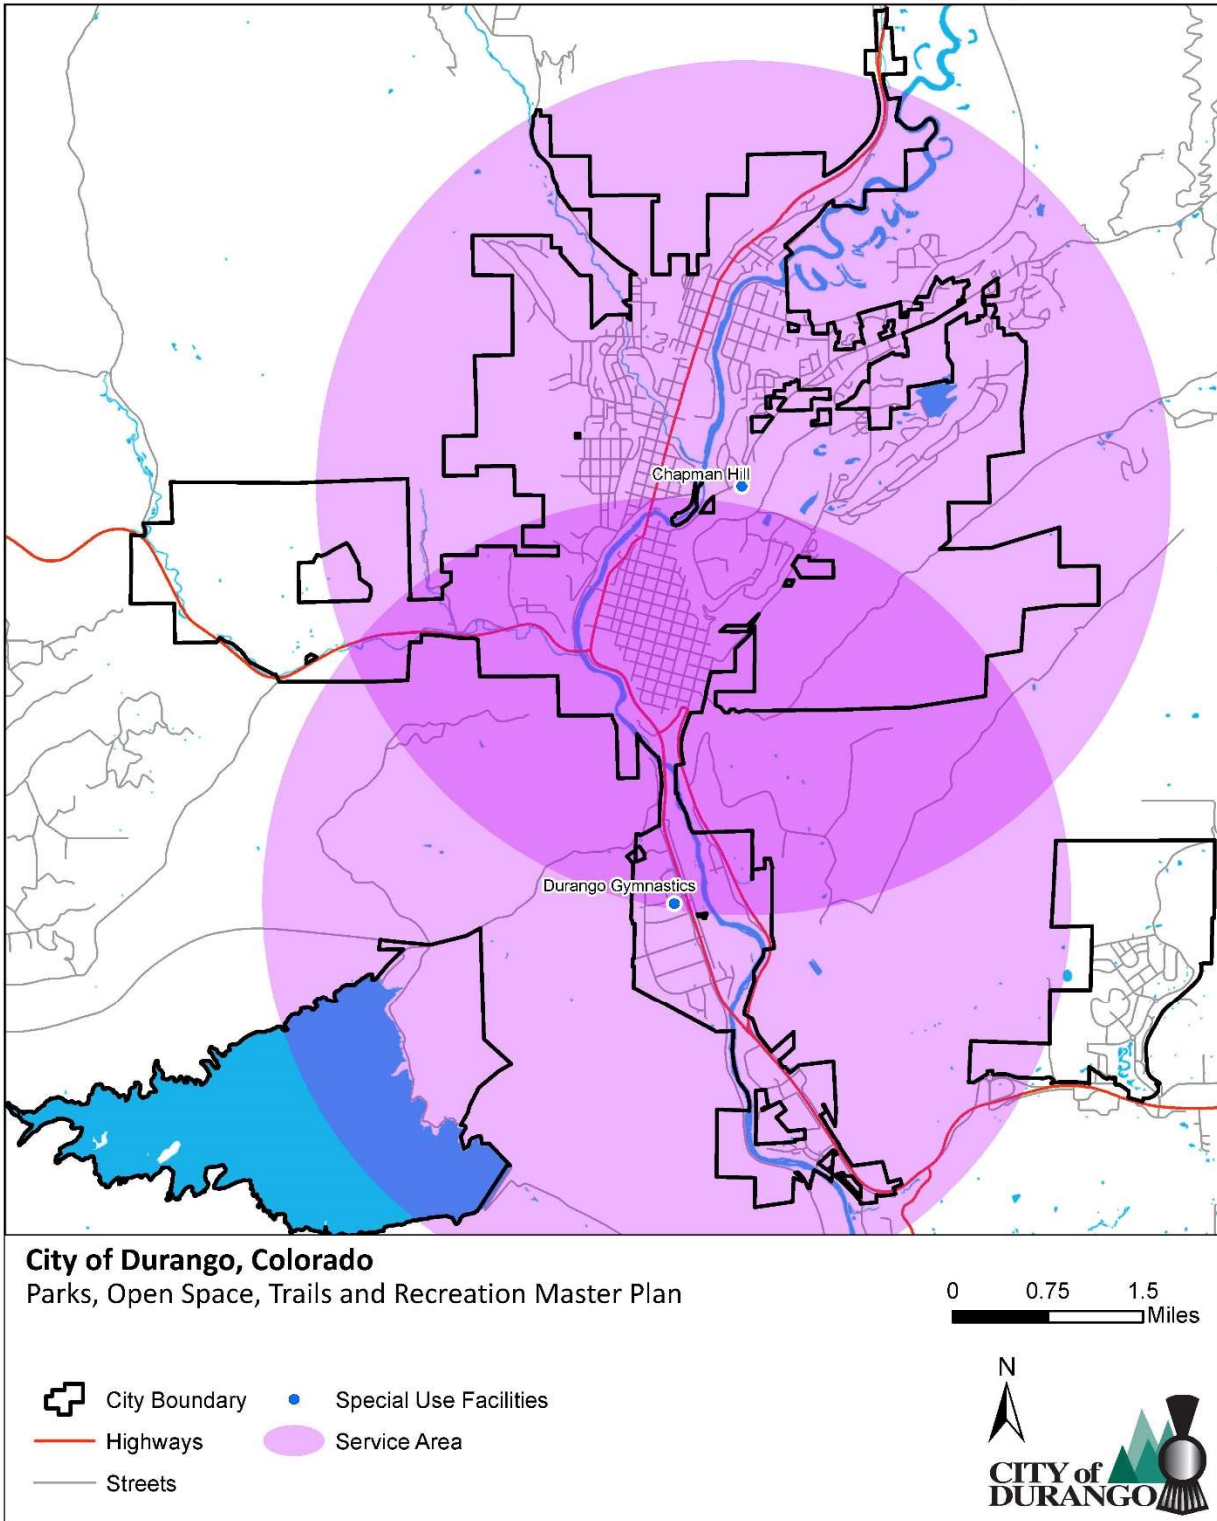 Chapman Hill
Durango Gymnastics
City of Durango, Colorado
Parks, Open Space, Trails and Recreation Master Plan
0 0.75 1.5
Miles
City Boundary
Special Use Facilities
Highways
Service Area
Streets
N
CITY of
DURANGO